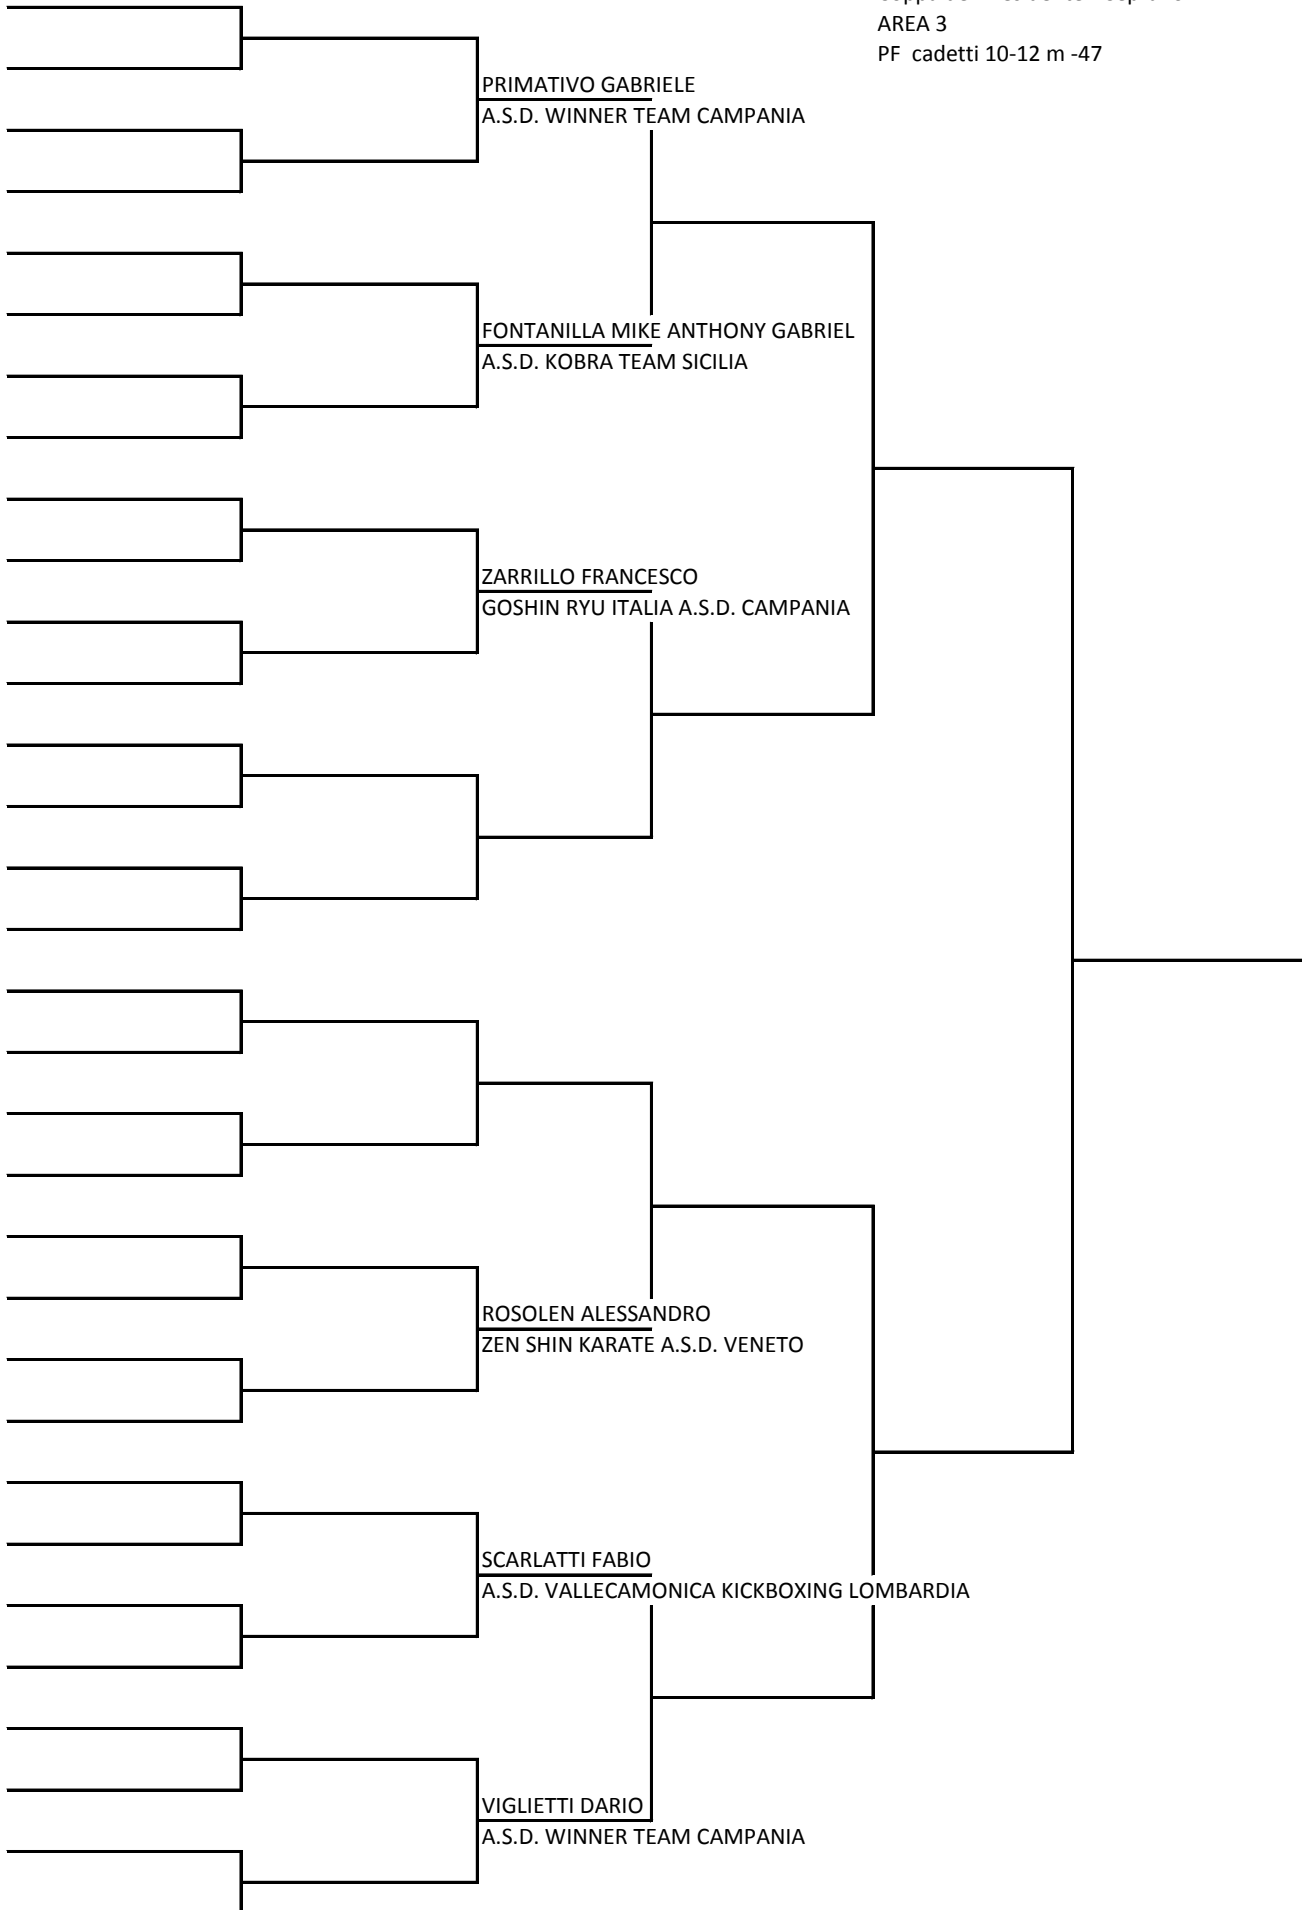 AREA 3
PF cadetti 10-12 m -47
PRIMATIVO GABRIELE
A.S.D. WINNER TEAM CAMPANIA
FONTANILLA MIKE ANTHONY GABRIEL
A.S.D. KOBRA TEAM SICILIA
ZARRILLO FRANCESCO
GOSHIN RYU ITALIA A.S.D. CAMPANIA
ROSOLEN ALESSANDRO
ZEN SHIN KARATE A.S.D. VENETO
SCARLATTI FABIO
A.S.D. VALLECAMONICA KICKBOXING LOMBARDIA
VIGLIETTI DARIO
A.S.D. WINNER TEAM CAMPANIA